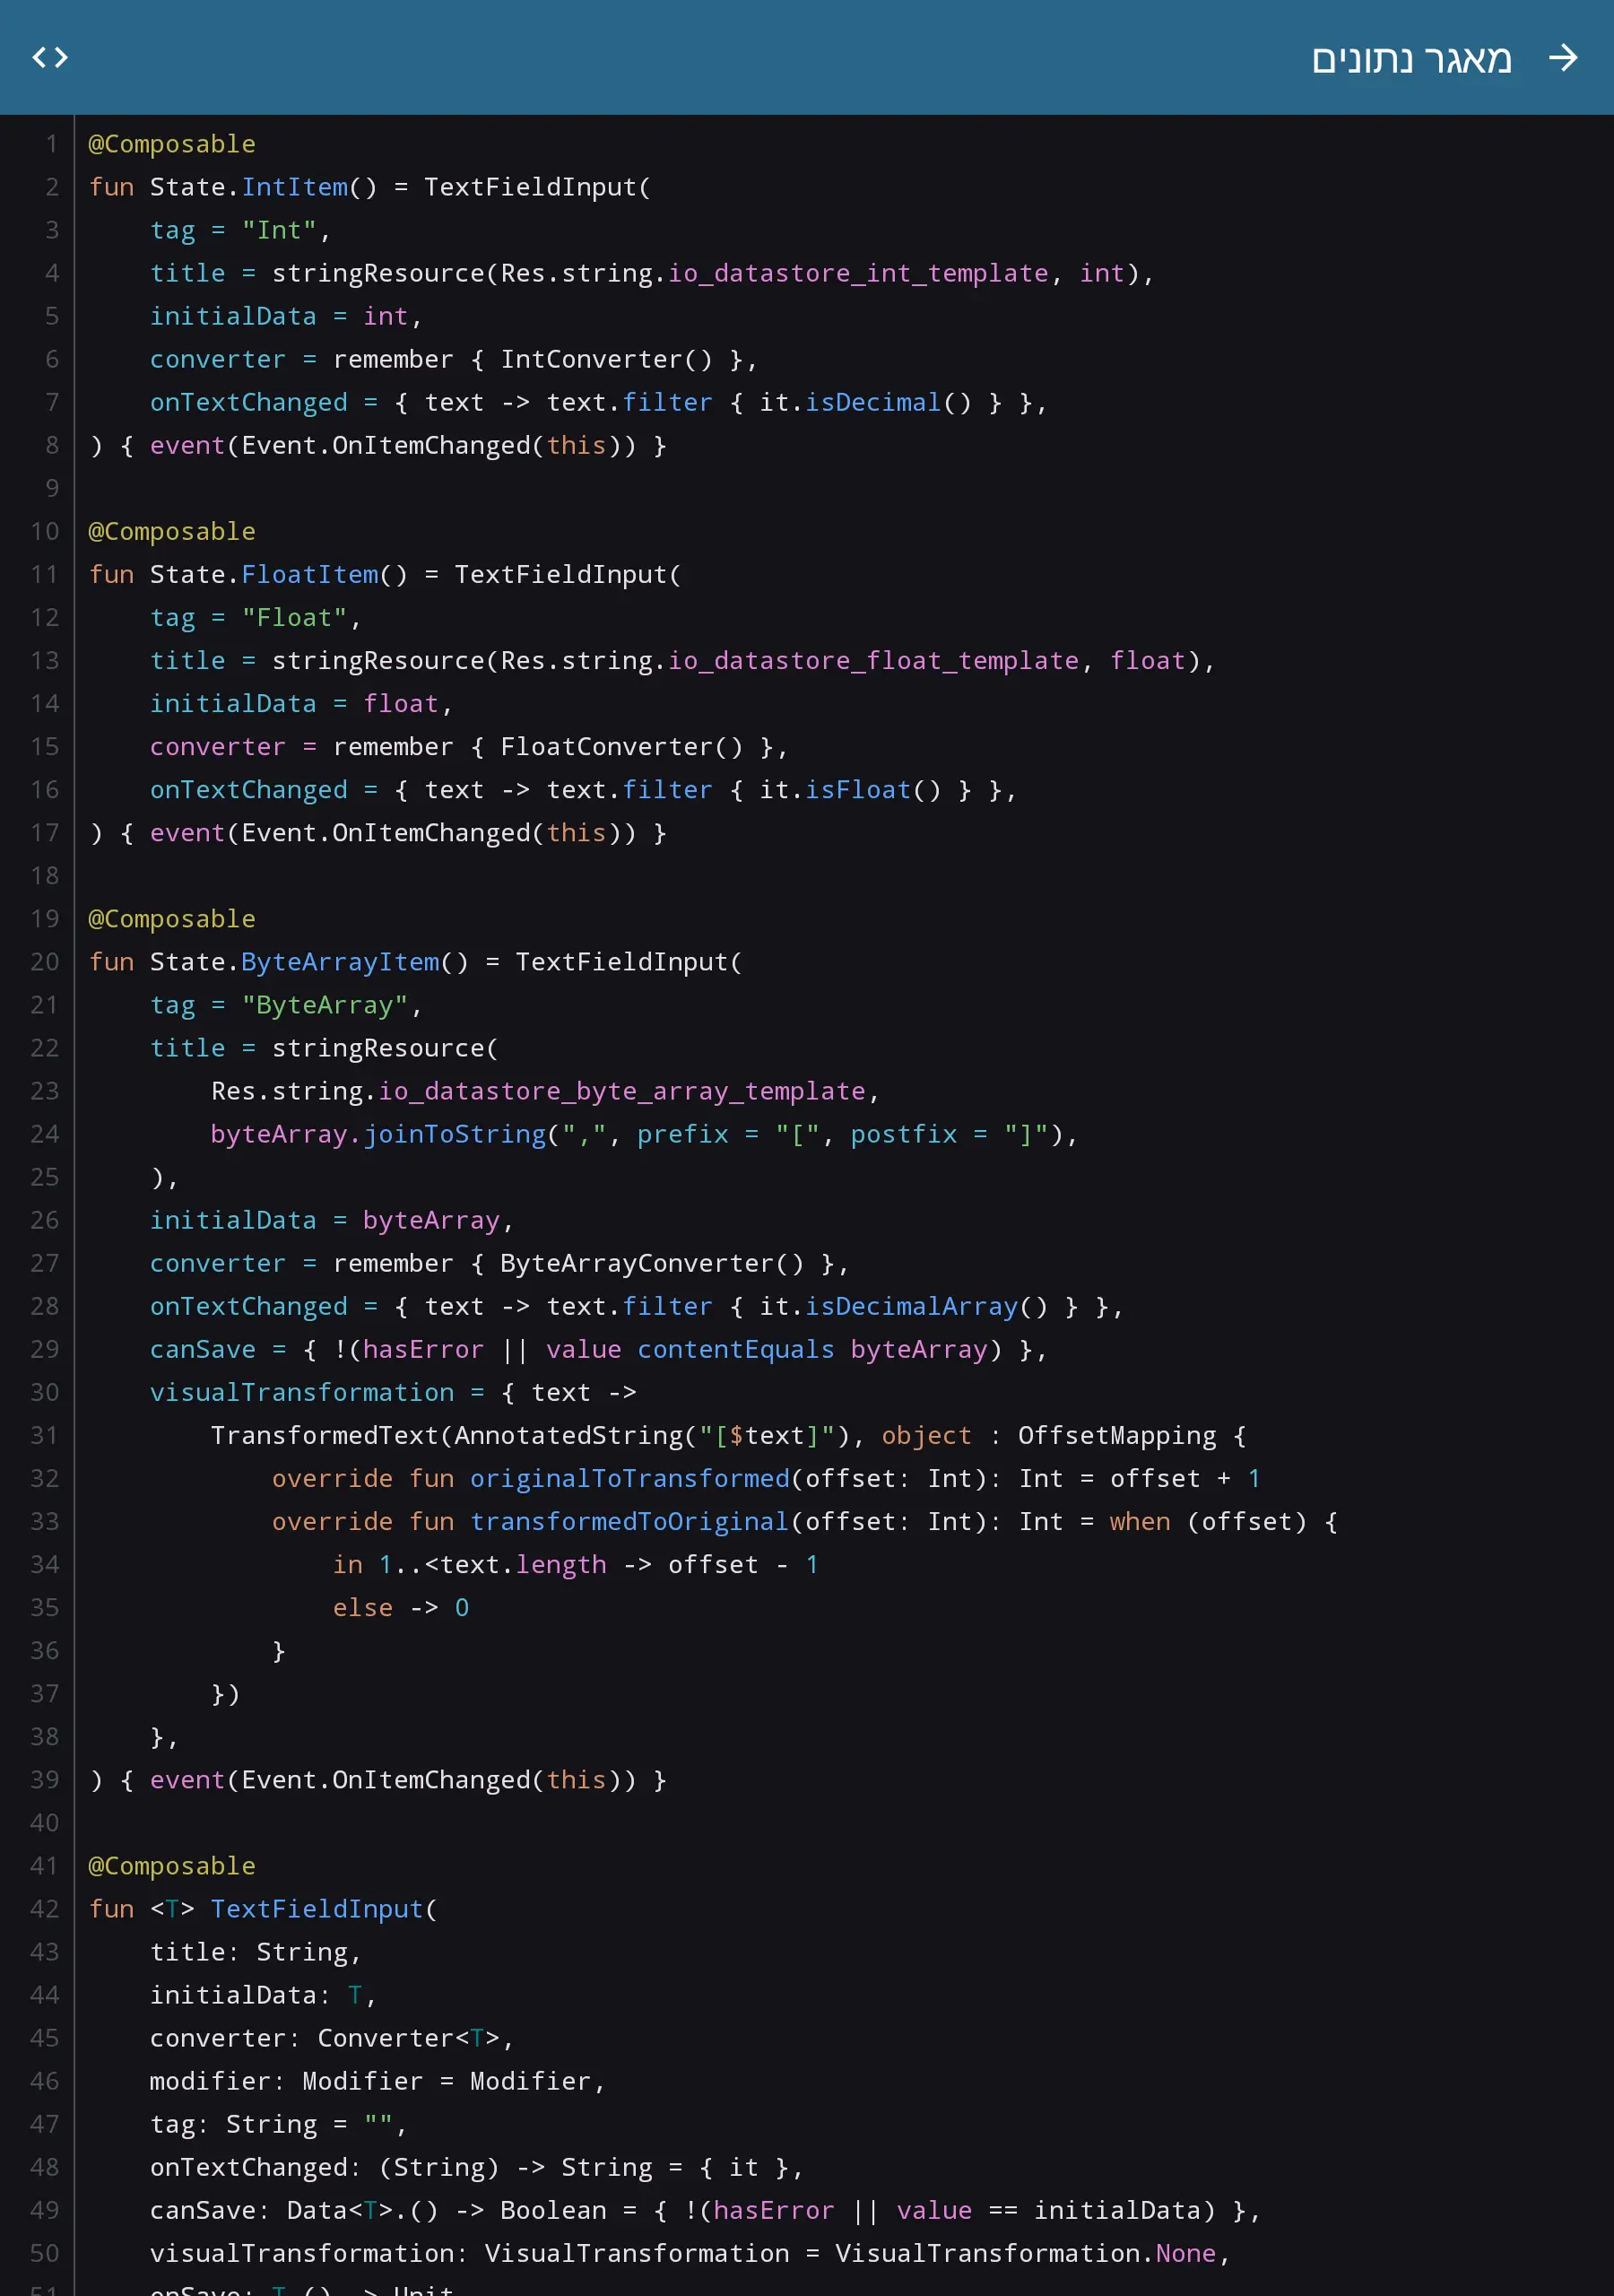 מאגר נתונים
1 @Composable
2 fun State.IntItem() = TextFieldInput(
3     tag = "Int",
4     title = stringResource(Res.string.io_datastore_int_template, int),
5     initialData = int,
6     converter = remember { IntConverter() },
7     onTextChanged = { text -> text.filter { it.isDecimal() } },
8 ) { event(Event.OnItemChanged(this)) }
9
10 @Composable
11 fun State.FloatItem() = TextFieldInput(
12     tag = "Float",
13     title = stringResource(Res.string.io_datastore_float_template, float),
14     initialData = float,
15     converter = remember { FloatConverter() },
16     onTextChanged = { text -> text.filter { it.isFloat() } },
17 ) { event(Event.OnItemChanged(this)) }
18
19 @Composable
20 fun State.ByteArrayItem() = TextFieldInput(
21     tag = "ByteArray",
22     title = stringResource(
23         Res.string.io_datastore_byte_array_template,
24         byteArray.joinToString(",", prefix = "[", postfix = "]"),
25     ),
26     initialData = byteArray,
27     converter = remember { ByteArrayConverter() },
28     onTextChanged = { text -> text.filter { it.isDecimalArray() } },
29     canSave = { !(hasError || value contentEquals byteArray) },
30     visualTransformation = { text ->
31         TransformedText(AnnotatedString("[$text]"), object : OffsetMapping {
32             override fun originalToTransformed(offset: Int): Int = offset + 1
33             override fun transformedToOriginal(offset: Int): Int = when (offset) {
34                 in 1..<text.length -> offset - 1
35                 else -> 0
36             }
37         })
38     },
39 ) { event(Event.OnItemChanged(this)) }
40
41 @Composable
42 fun <T> TextFieldInput(
43     title: String,
44     initialData: T,
45     converter: Converter<T>,
46     modifier: Modifier = Modifier,
47     tag: String = "",
48     onTextChanged: (String) -> String = { it },
49     canSave: Data<T>.() -> Boolean = { !(hasError || value == initialData) },
50     visualTransformation: VisualTransformation = VisualTransformation.None,
51     onSave: T.() -> Unit